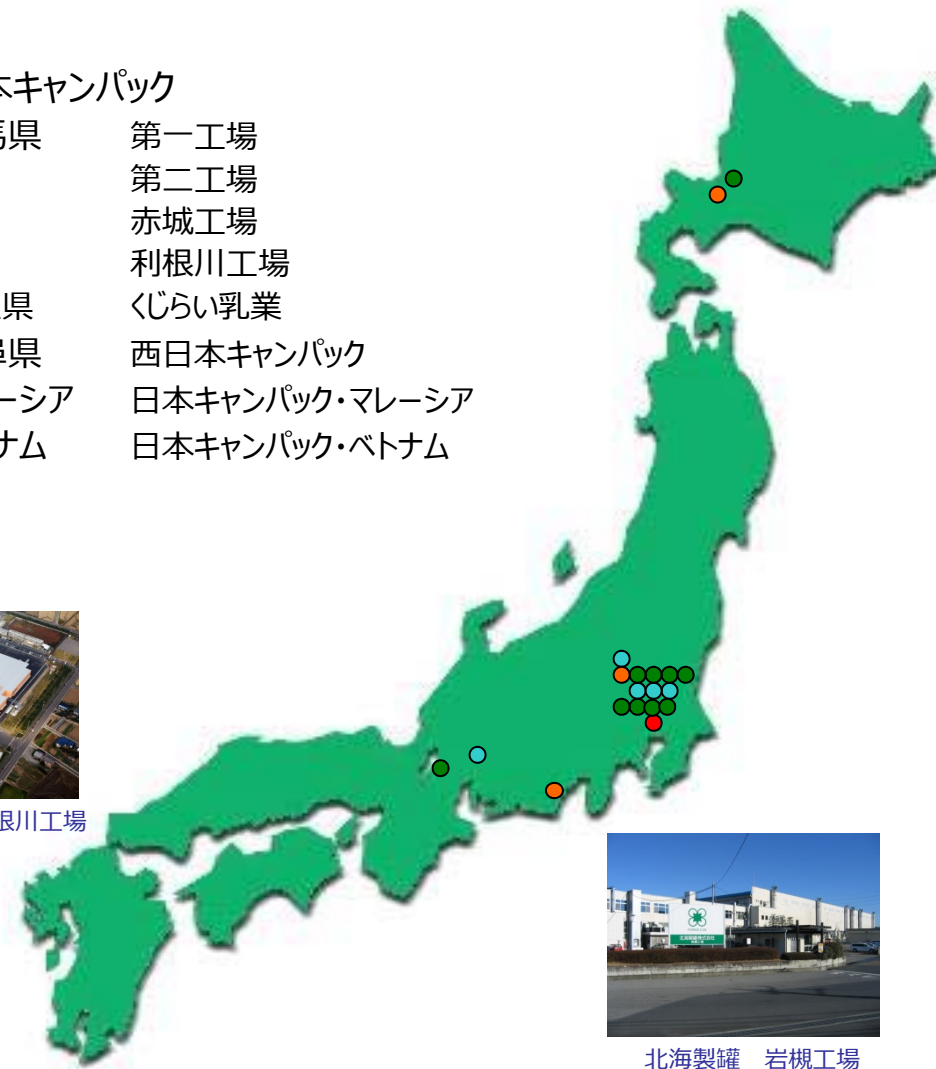 本キャンパック
馬県 第一工場
第二工場
赤城工場
利根川工場
県 くじらい乳業
阜県 西日本キャンパック
ーシア 日本キャンパック・マレーシア
ナム 日本キャンパック・ベトナム
根川工場
北海製罐 岩槻工場